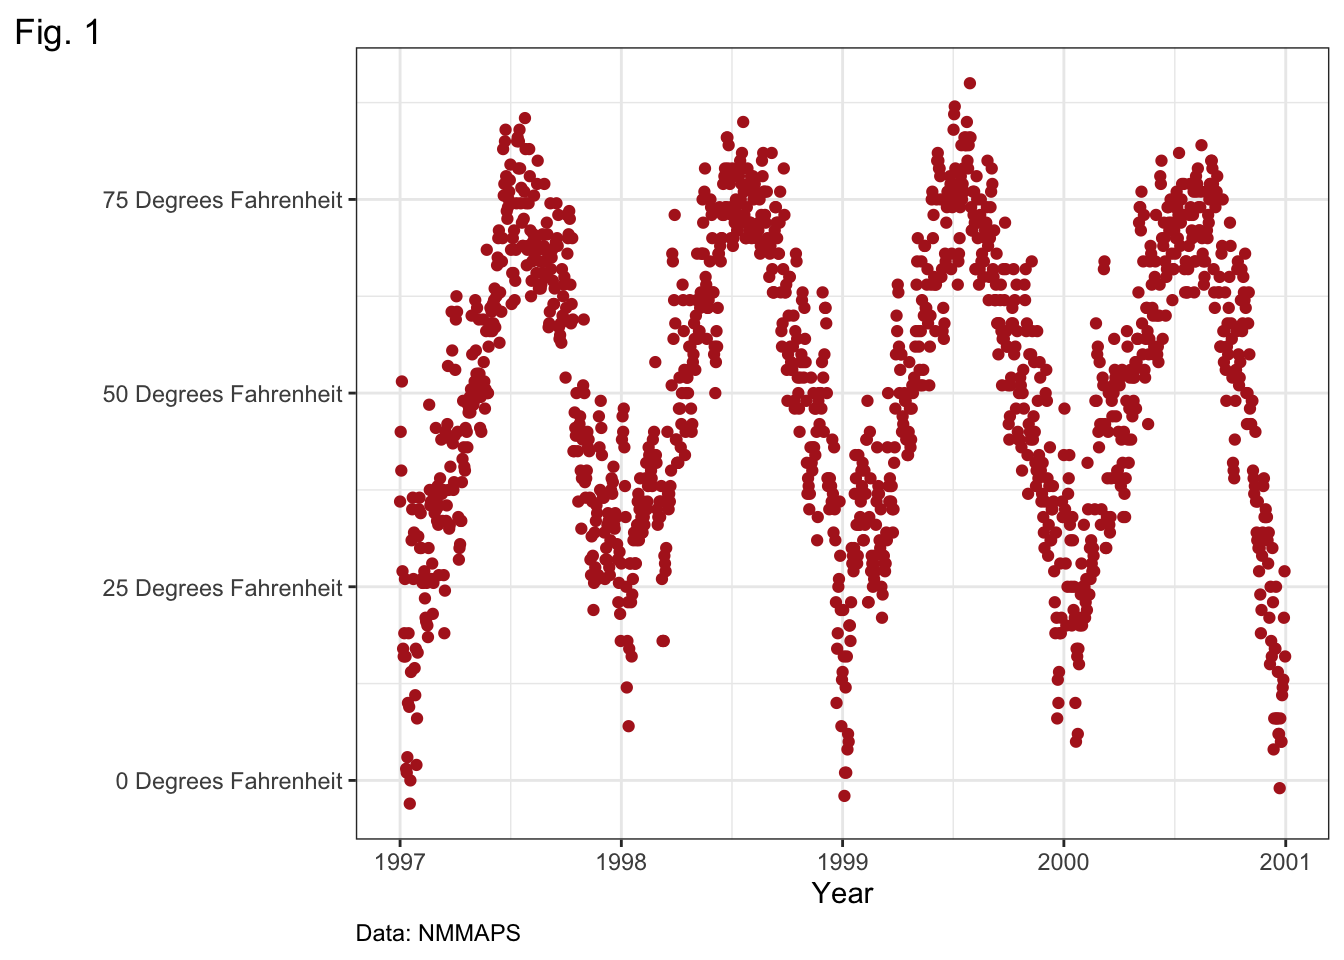 Fig. 1
75 Degrees Fahrenheit
50 Degrees Fahrenheit
25 Degrees Fahrenheit
0 Degrees Fahrenheit
1997 1998 1999 2000 2001
Year
Data: NMMAPS